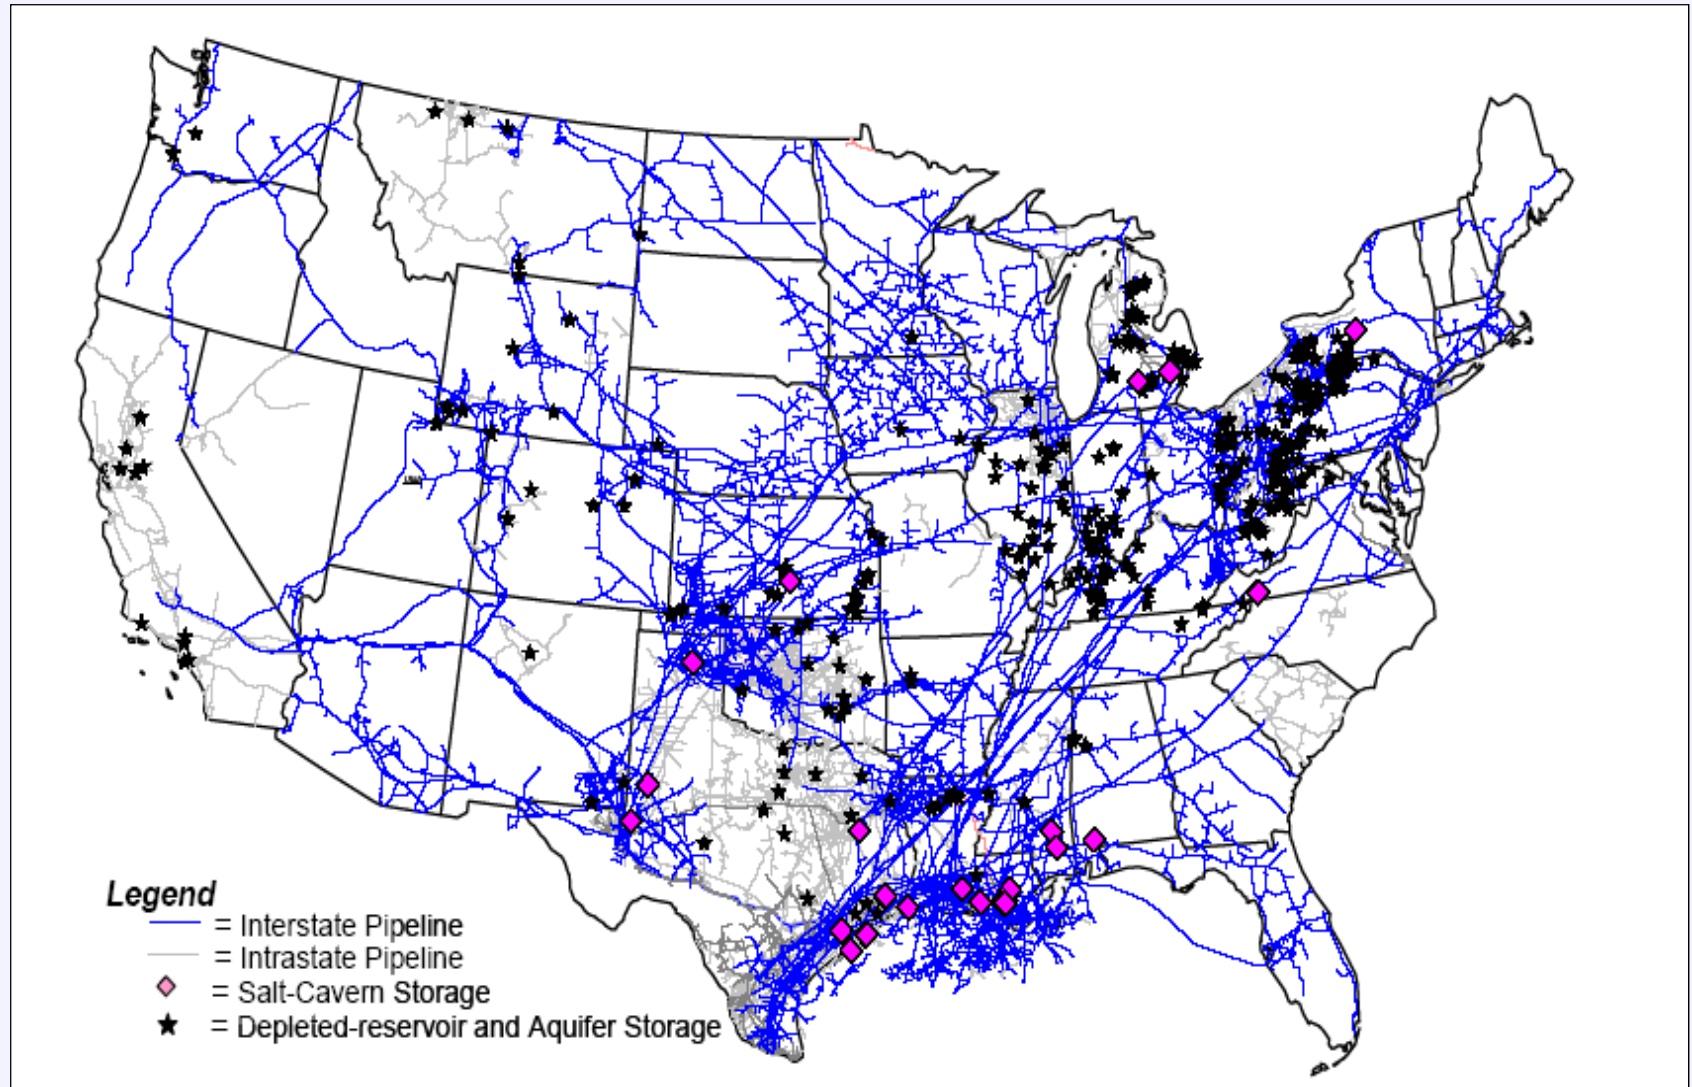 Legend
= Interstate Pipeline
= Intrastate Pipeline
= Salt-Cavern Storage
= Depleted-reservoir and Aquifer Storage